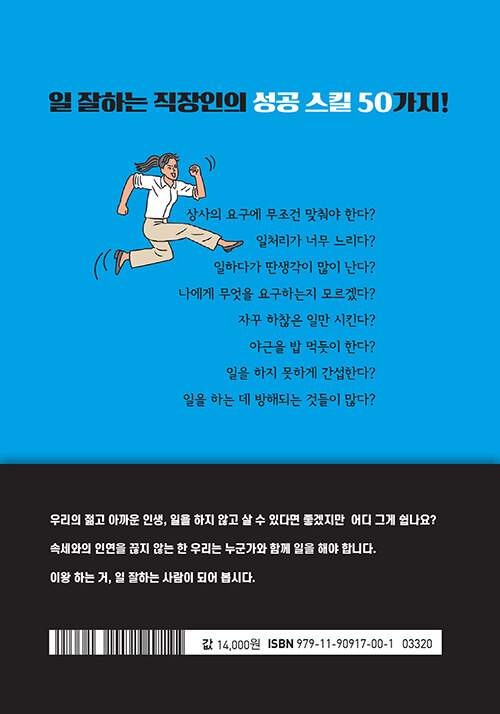 일 잘하는 직장인의 성공 스킬 50가지!
상사의 요구에 무조건 맞춰야 한다?
일처리가 너무 느리다?
일하다가 딴생각이 많이 난다?
나에게 무엇을 요구하는지 모르겠다?
자꾸 하찮은 일만 시킨다?
야근을 밥 먹듯이 한다?
일을 하지 못하게 간섭한다?
일을 하는 데 방해되는 것들이 많다?
우리의 젊고 아까운 인생, 일을 하지 않고 살 수 있다면 좋겠지만 어디 그게 쉽나요?
속세와의 인연을 끊지 않는 한 우리는 누군가와 함께 일을 해야 합니다.
이왕 하는 거, 일 잘하는 사람이 되어 봅시다.
값 14,000원 ISBN 979-11-90917-00-1 03320